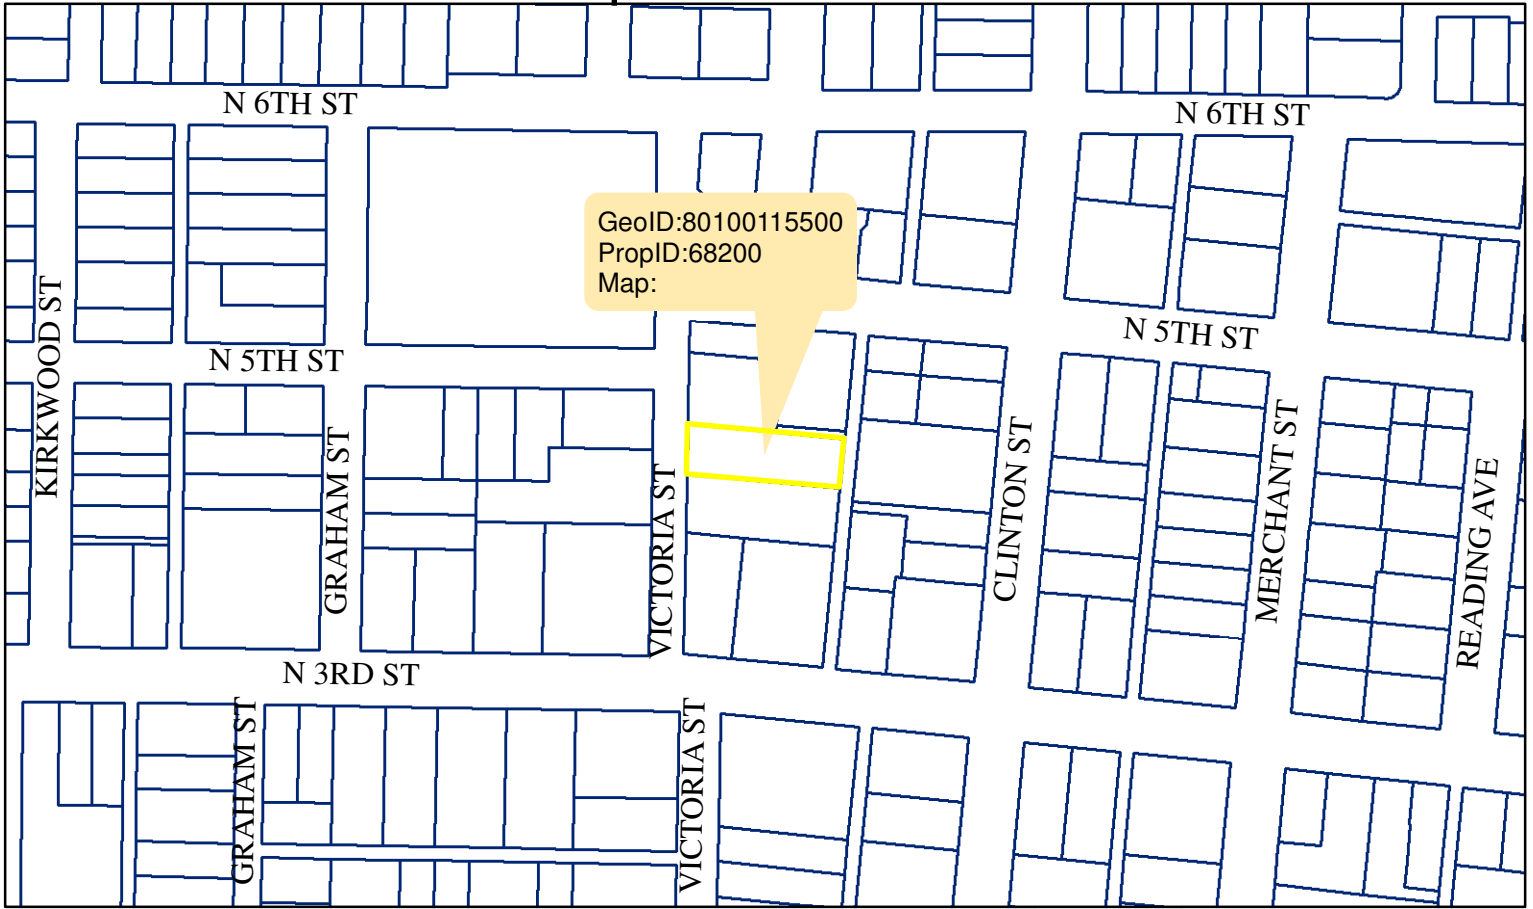 N 6TH ST
N 6TH ST
GeoID:80100115500
PropID:68200
Map:
N 5TH ST
N 5TH ST
KIRKWOOD ST
GRAHAM ST
VICTORIA ST
CLINTON ST
MERCHANT ST
READING AVE
N 3RD ST
GRAHAM ST
VICTORIA ST